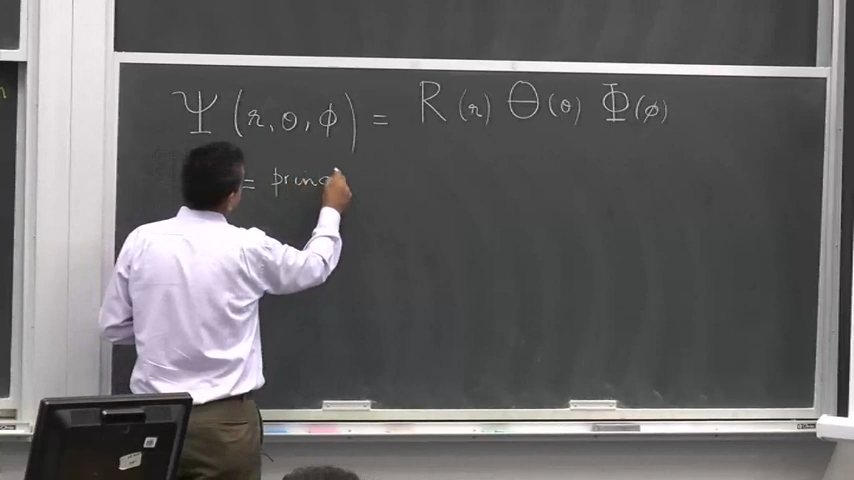 Ψ (r, θ, ϕ) = R (r) Θ (θ) Φ (ϕ)
= princ